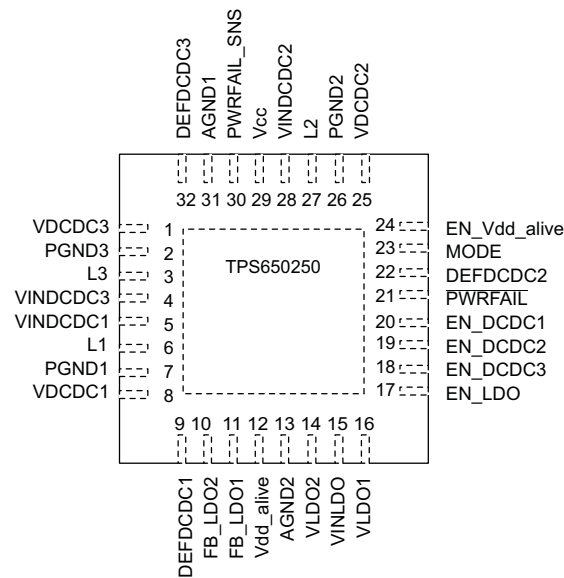 DEFDCDC3
AGND1
PWRFAIL_SNS
Vcc
VINDCDC2
L2
PGND2
VDCDC2
32 31 30 29 28 27 26 25
VDCDC3 1
PGND3 2
L3 3
VINDCDC3 4
VINDCDC1 5
L1 6
PGND1 7
VDCDC1 8
TPS650250
24 EN_Vdd_alive
23 MODE
22 DEFDCDC2
21 PWRFAIL
20 EN_DCDC1
19 EN_DCDC2
18 EN_DCDC3
17 EN_LDO
9 10 11 12 13 14 15 16
DEFDCDC1
FB_LDO2
FB_LDO1
Vdd_alive
AGND2
VLDO2
VINLDO
VLDO1